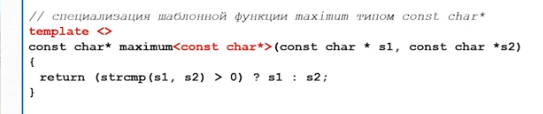 // специализация шаблонной функции maximum типом const char*
template <>
const char* maximum<const char*>(const char * s1, const char *s2)
{
return (strcmp(s1, s2) > 0) ? s1 : s2;
}